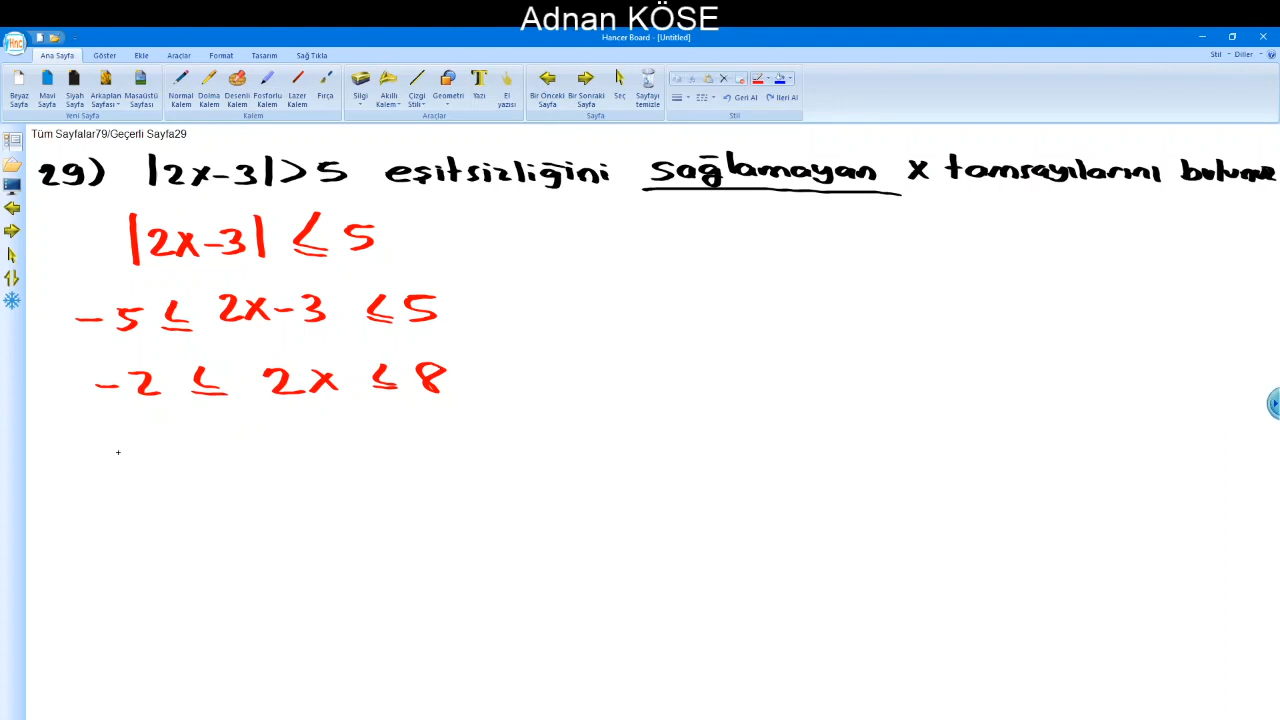 Adnan KÖSE
Hancer Board - [Untitled]
Ana Sayfa Göster Ekle Araçlar Format Tasarım Sağ Tıkla Stil Diller
Beyaz Sayfa Mavi Sayfa Siyah Sayfa Arkaplan Sayfası Masaüstü Sayfası Normal Kalem Dolma Kalem Desenli Kalem Fosforlu Kalem Lazer Kalem Fırça Silgi Akıllı Kalem Çizgi Stili Geometri Yazı El yazısı Bir Önceki Sayfa Bir Sonraki Sayfa Seç Sayfayı temizle Geri Al İleri Al
Yeni Sayfa Kalem Araçlar Sayfa Stil
Tüm Sayfalar79/Geçerli Sayfa29
29) |2x-3|>5 eşitsizliğini sağlamayan x tamsayılarını
|2x-3| ≤ 5
-5 ≤ 2x-3 ≤ 5
-2 ≤ 2x ≤ 8